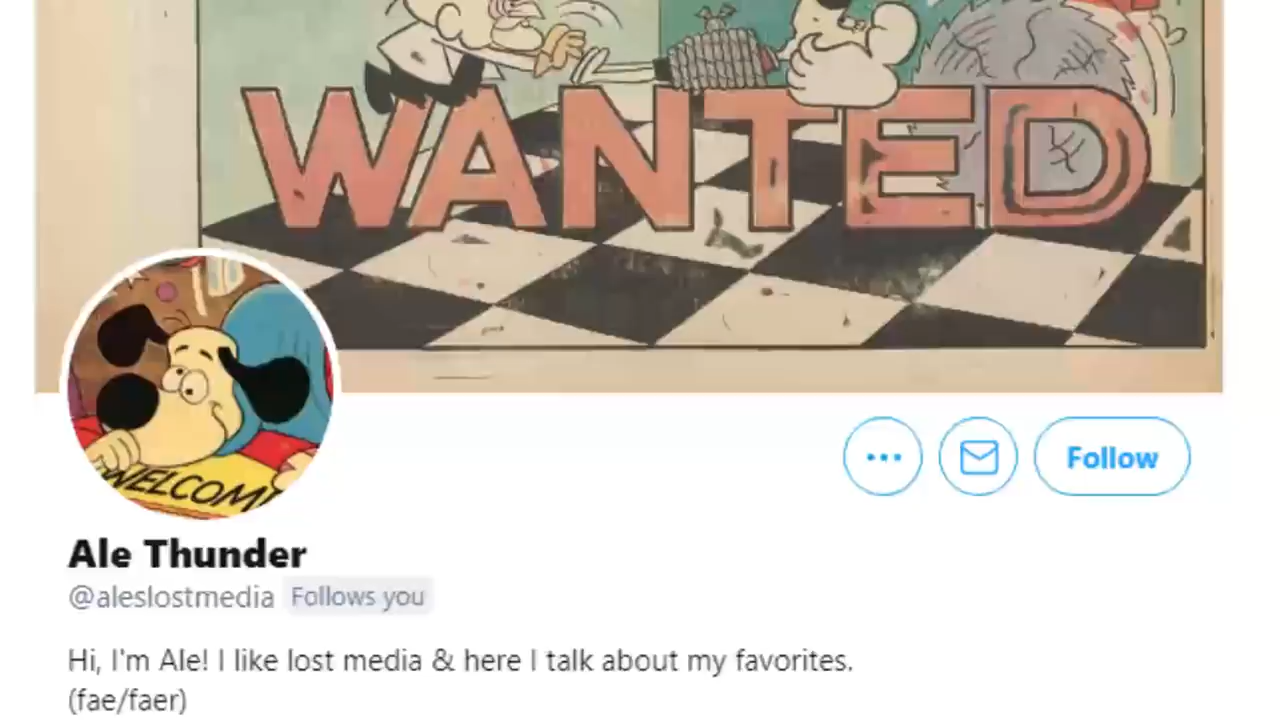 WANTED
WELCOME
Follow
Ale Thunder
@aleslostmedia Follows you
Hi, I'm Ale! I like lost media & here I talk about my favorites.
(fae/faer)